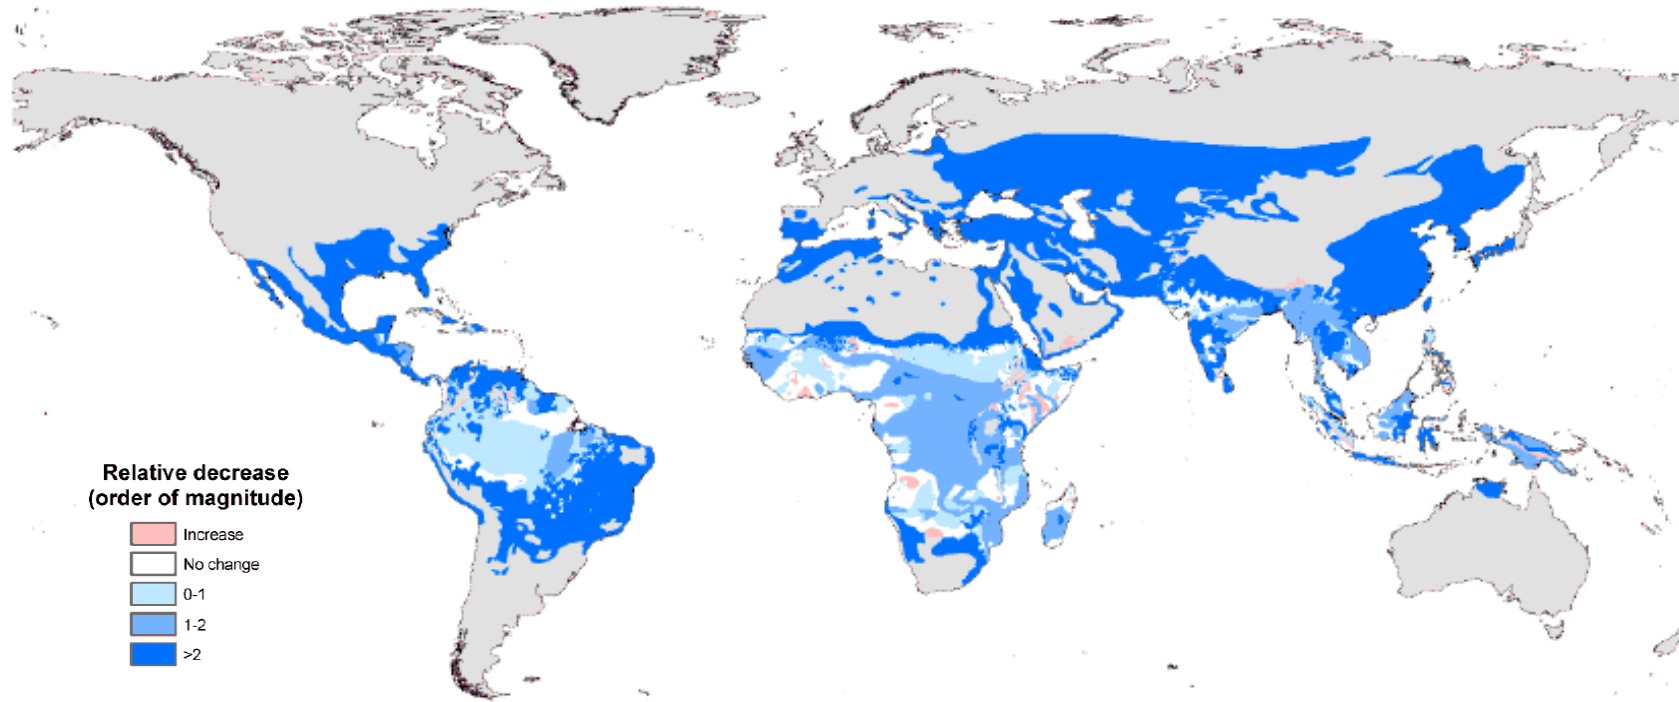 Relative decrease
(order of magnitude)
Increase
No change
0-1
1-2
>2